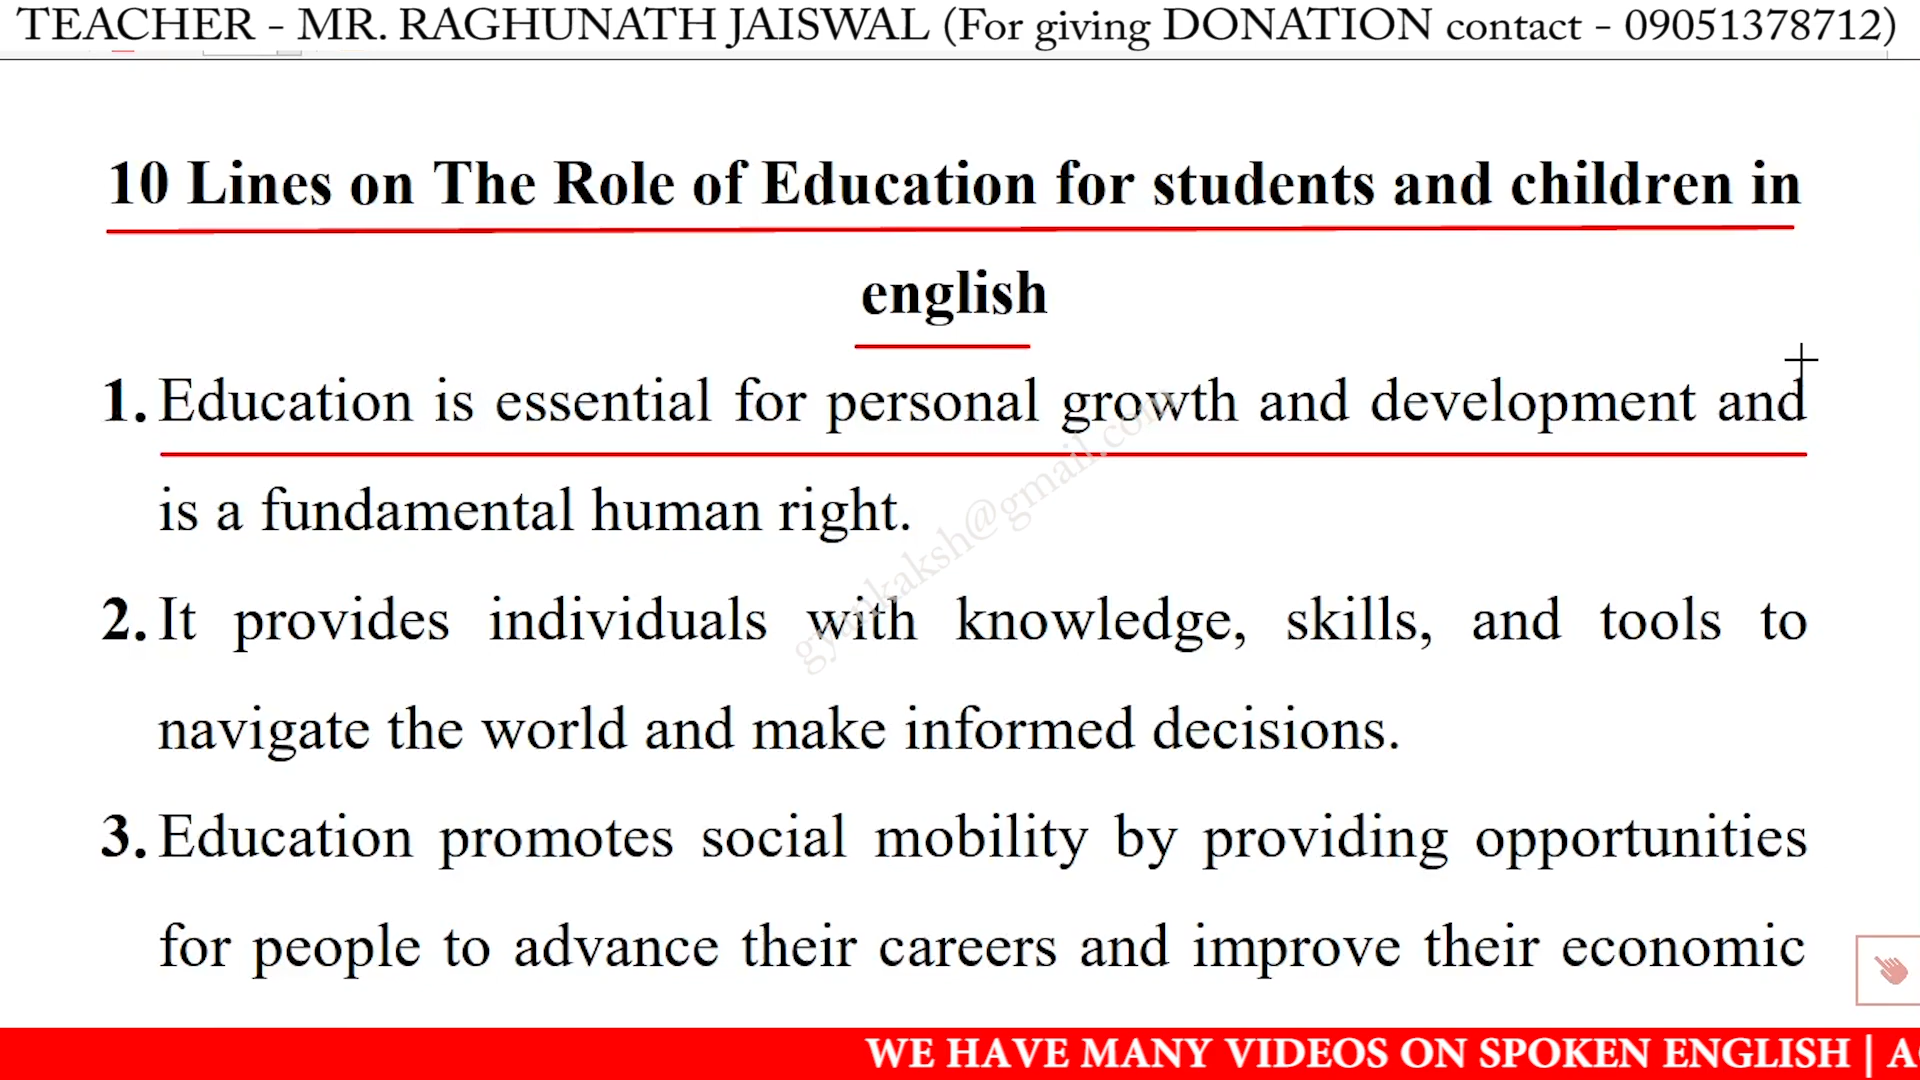 TEACHER - MR. RAGHUNATH JAISWAL (For giving DONATION contact - 09051378712)
10 Lines on The Role of Education for students and children in
english
1. Education is essential for personal growth and development and
is a fundamental human right.
2. It provides individuals with knowledge, skills, and tools to
navigate the world and make informed decisions.
3. Education promotes social mobility by providing opportunities
for people to advance their careers and improve their economic
gyankaksh@gmail.com
WE HAVE MANY VIDEOS ON SPOKEN ENGLISH |